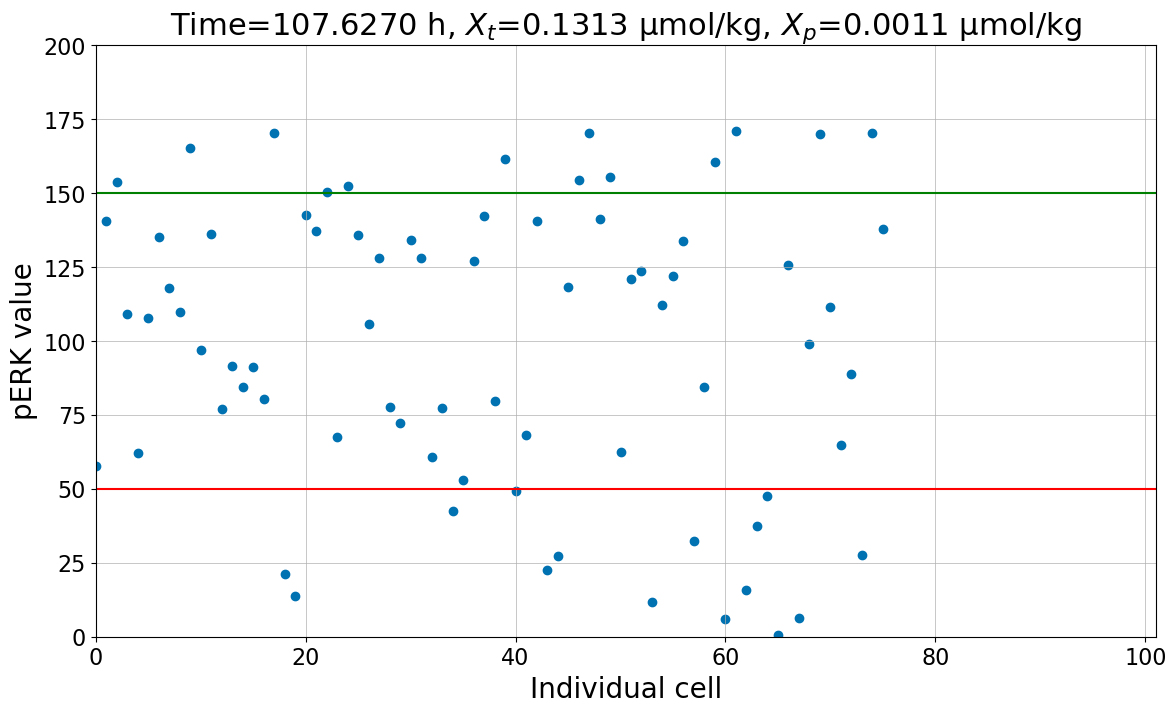 Time=107.6270 h, Xt=0.1313 µmol/kg, Xp=0.0011 µmol/kg
200
175
150
125
100
75
50
25
0
pERK value
0 20 40 60 80 100
Individual cell